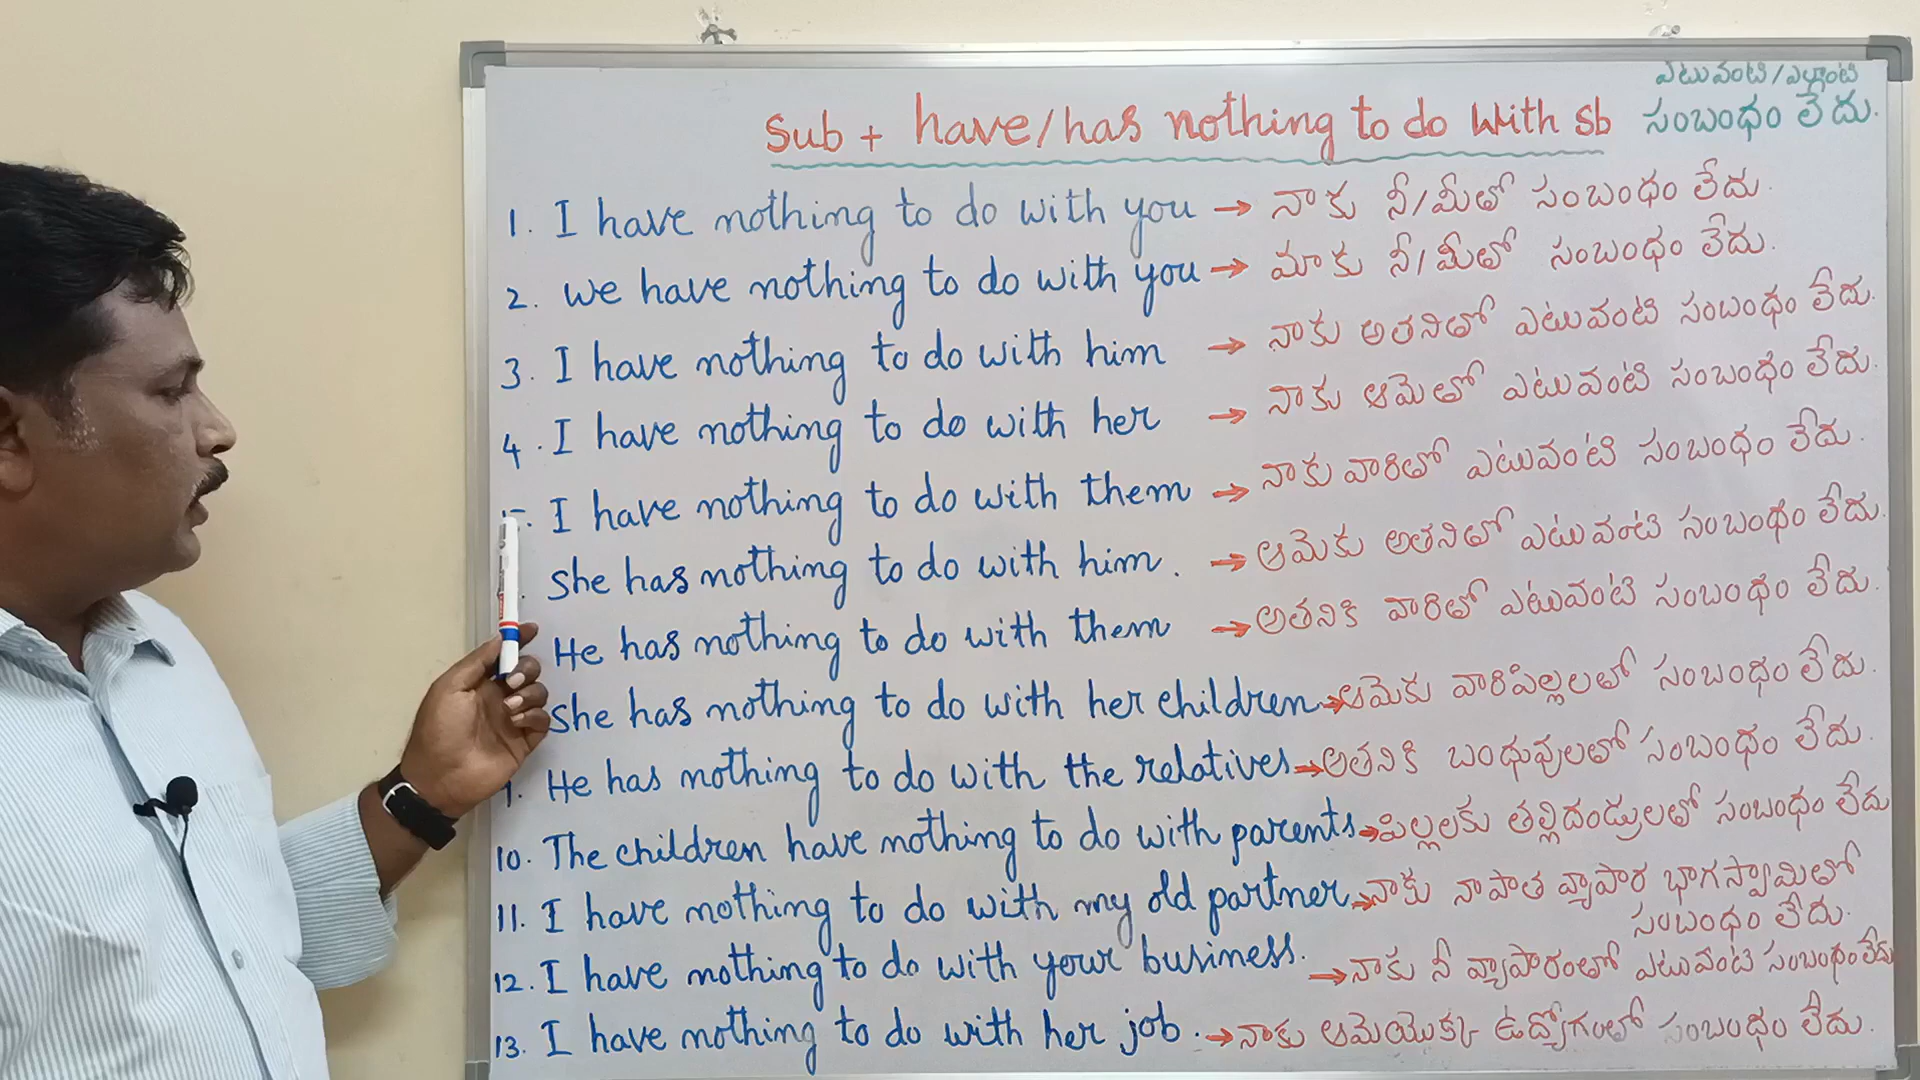 ఎటువంటి/ఎల్లాంటి
Sub + have/has nothing to do with sb సంబంధం లేదు.
1. I have nothing to do with you → నాకు నీ/మీతో సంబంధం లేదు.
2. We have nothing to do with you → మాకు నీ/మీతో సంబంధం లేదు.
3. I have nothing to do with him → నాకు అతనితో ఎటువంటి సంబంధం లేదు.
4. I have nothing to do with her → నాకు ఆమెతో ఎటువంటి సంబంధం లేదు.
I have nothing to do with them → నాకు వారితో ఎటువంటి సంబంధం లేదు.
She has nothing to do with him. → ఆమెకు అతనితో ఎటువంటి సంబంధం లేదు.
He has nothing to do with them → అతనికి వారితో ఎటువంటి సంబంధం లేదు.
She has nothing to do with her children → ఆమెకు వారిపిల్లలతో సంబంధం లేదు.
9. He has nothing to do with the relatives → అతనికి బంధువులతో సంబంధం లేదు.
10. The children have nothing to do with parents → పిల్లలకు తల్లిదండ్రులతో సంబంధం లేదు
11. I have nothing to do with my old partner → నాకు నాపాత వ్యాపార భాగస్వామితో
సంబంధం లేదు.
12. I have nothing to do with your business. → నాకు నీ వ్యాపారంతో ఎటువంటి సంబంధంలేదు
13. I have nothing to do with her job. → నాకు ఆమెయొక్క ఉద్యోగంతో సంబంధం లేదు.